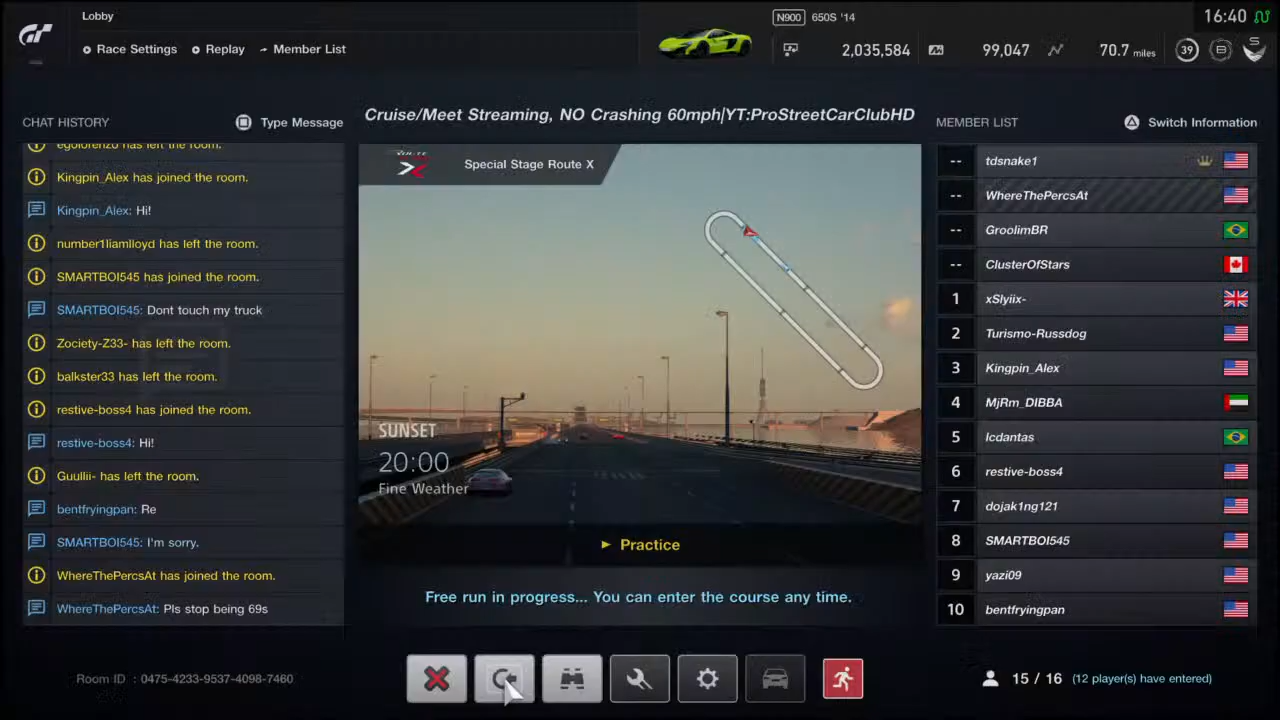 Lobby
Race Settings
Replay
Member List
N900
650S '14
2,035,584
99,047
70.7 miles
16:40
39
B
S
CHAT HISTORY
Type Message
egolorenzo has left the room.
Kingpin_Alex has joined the room.
Kingpin_Alex: Hi!
number1liamlloyd has left the room.
SMARTBOI545 has joined the room.
SMARTBOI545: Dont touch my truck
Zociety-Z33- has left the room.
balkster33 has left the room.
restive-boss4 has joined the room.
restive-boss4: Hi!
Guulii- has left the room.
bentfryingpan: Re
SMARTBOI545: I'm sorry.
WhereThePercsAt has joined the room.
WhereThePercsAt: Pls stop being 69s
Room ID : 0475-4233-9537-4098-7460
Cruise/Meet Streaming, NO Crashing 60mph|YT:ProStreetCarClubHD
Special Stage Route X
SUNSET
20:00
Fine Weather
Practice
Free run in progress... You can enter the course any time.
MEMBER LIST
Switch Information
-- tdsnake1
-- WhereThePercsAt
-- GroolimBR
-- ClusterOfStars
1 xSlyiix-
2 Turismo-Russdog
3 Kingpin_Alex
4 MjRm_DIBBA
5 lcdantas
6 restive-boss4
7 dojak1ng121
8 SMARTBOI545
9 yazi09
10 bentfryingpan
15 / 16 (12 player(s) have entered)